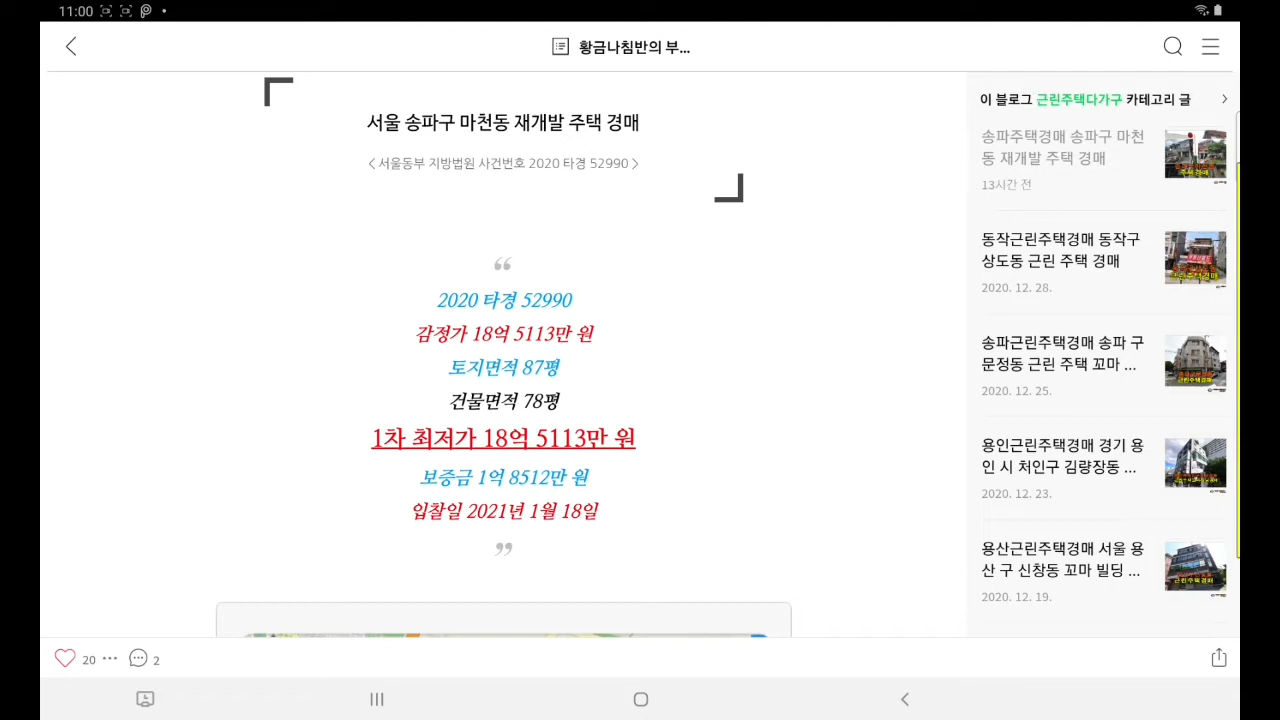 11:00
황금나침반의 부...
서울 송파구 마천동 재개발 주택 경매
< 서울동부 지방법원 사건번호 2020 타경 52990 >
“
2020 타경 52990
감정가 18억 5113만 원
토지면적 87평
건물면적 78평
1차 최저가 18억 5113만 원
보증금 1억 8512만 원
입찰일 2021년 1월 18일
”
이 블로그 근린주택다가구 카테고리 글
송파주택경매 송파구 마천
동 재개발 주택 경매
13시간 전
동작근린주택경매 동작구
상도동 근린 주택 경매
2020. 12. 28.
송파근린주택경매 송파 구
문정동 근린 주택 꼬마 ...
2020. 12. 25.
용인근린주택경매 경기 용
인 시 처인구 김량장동 ...
2020. 12. 23.
용산근린주택경매 서울 용
산 구 신창동 꼬마 빌딩 ...
2020. 12. 19.
20
2